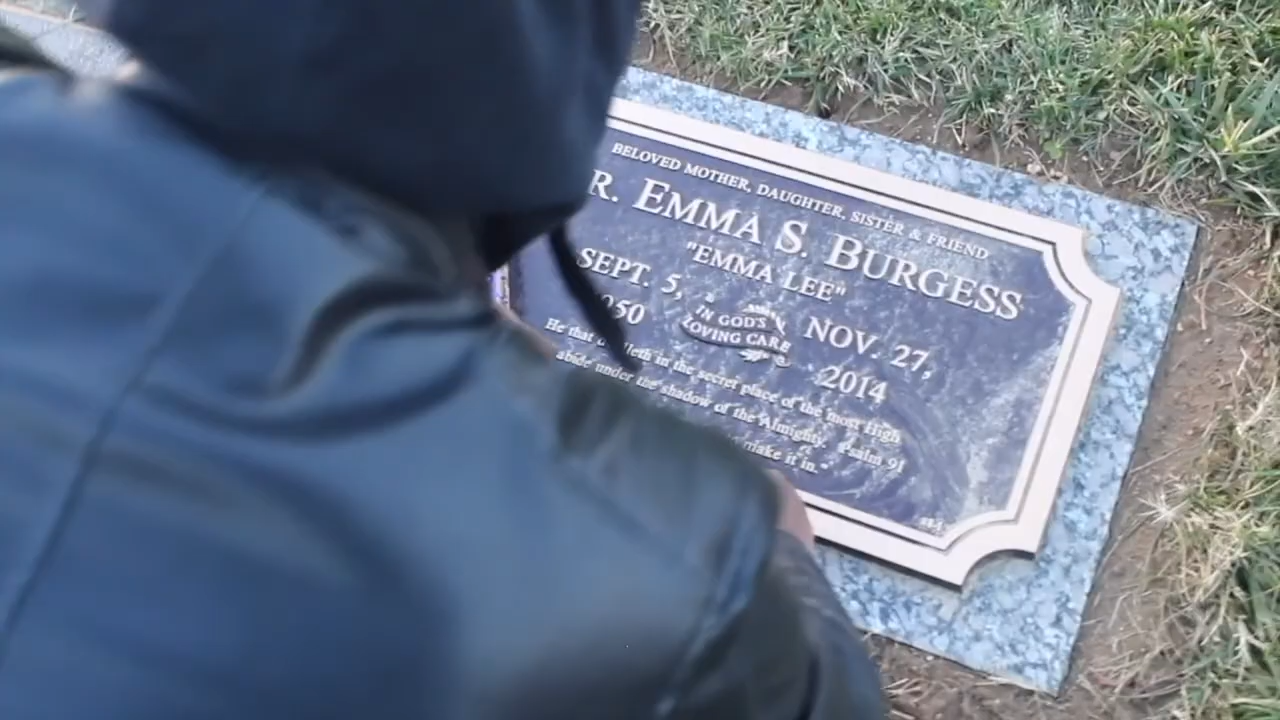 BELOVED MOTHER, DAUGHTER, SISTER & FRIEND
R. EMMA S. BURGESS
"EMMA LEE"
SEPT. 5,
50
IN GOD'S
LOVING CARE
NOV. 27,
2014
He that in the secret place of the most High
abide under the shadow of the Almighty. Psalm 91
make it in."